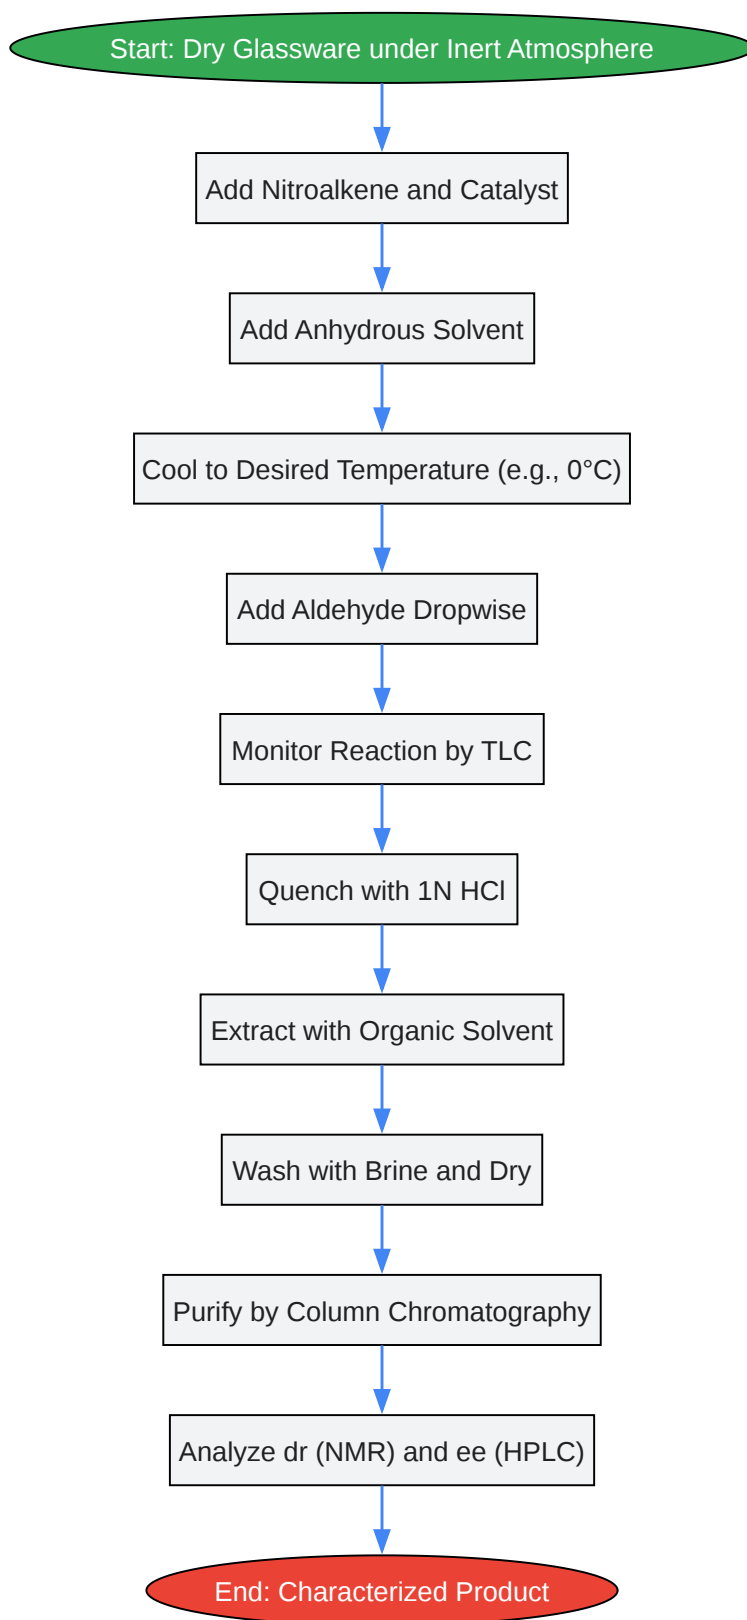 Start: Dry Glassware under Inert Atmosphere
Add Nitroalkene and Catalyst
Add Anhydrous Solvent
Cool to Desired Temperature (e.g., 0°C)
Add Aldehyde Dropwise
Monitor Reaction by TLC
Quench with 1N HCl
Extract with Organic Solvent
Wash with Brine and Dry
Purify by Column Chromatography
Analyze dr (NMR) and ee (HPLC)
End: Characterized Product